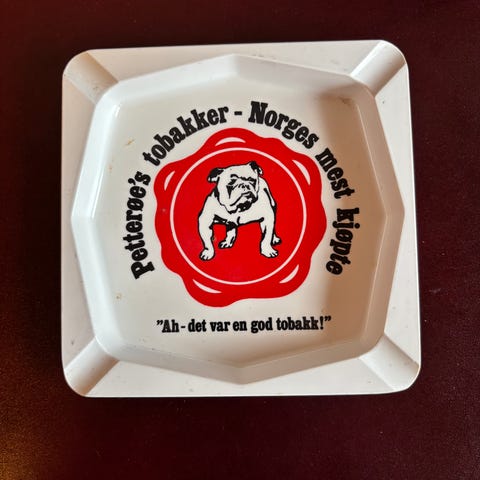 Petterøe's tobakker - Norges mest kjøpte
"Ah - det var en god tobakk!"